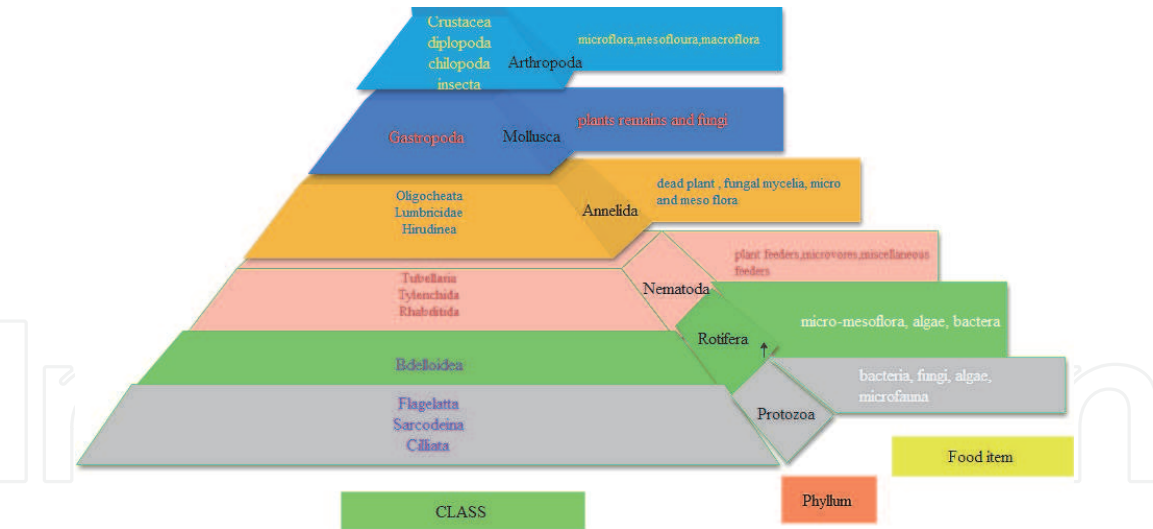 Crustacea
diplopoda
chilopoda
insecta
Arthropoda
microflora,mesofloura,macroflora
Gastropoda
Mollusca
plants remains and fungi
Oligocheata
Lumbricidae
Hirudinea
Annelida
dead plant , fungal mycelia, micro
and meso flora
Tubellaria
Tylenchida
Rhabditida
Nematoda
plant feeders,microvores,miscellaneous
feeders
Bdelloidea
Rotifera
micro-mesoflora, algae, bactera
Flagelatta
Sarcodeina
Cilliata
Protozoa
bacteria, fungi, algae,
microfauna
Food item
Phyllum
CLASS